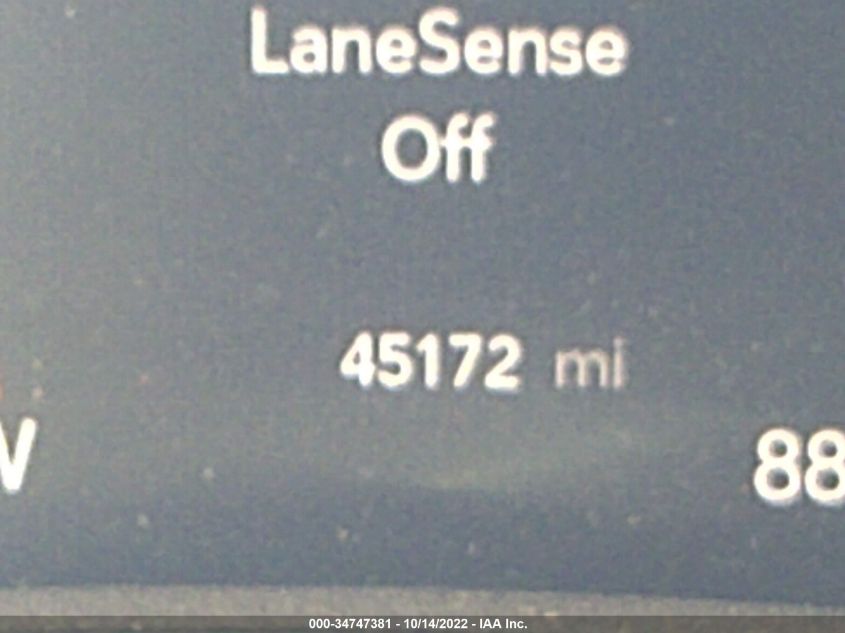 LaneSense
Off
45172 mi
W 88
000-34747381 - 10/14/2022 - IAA Inc.